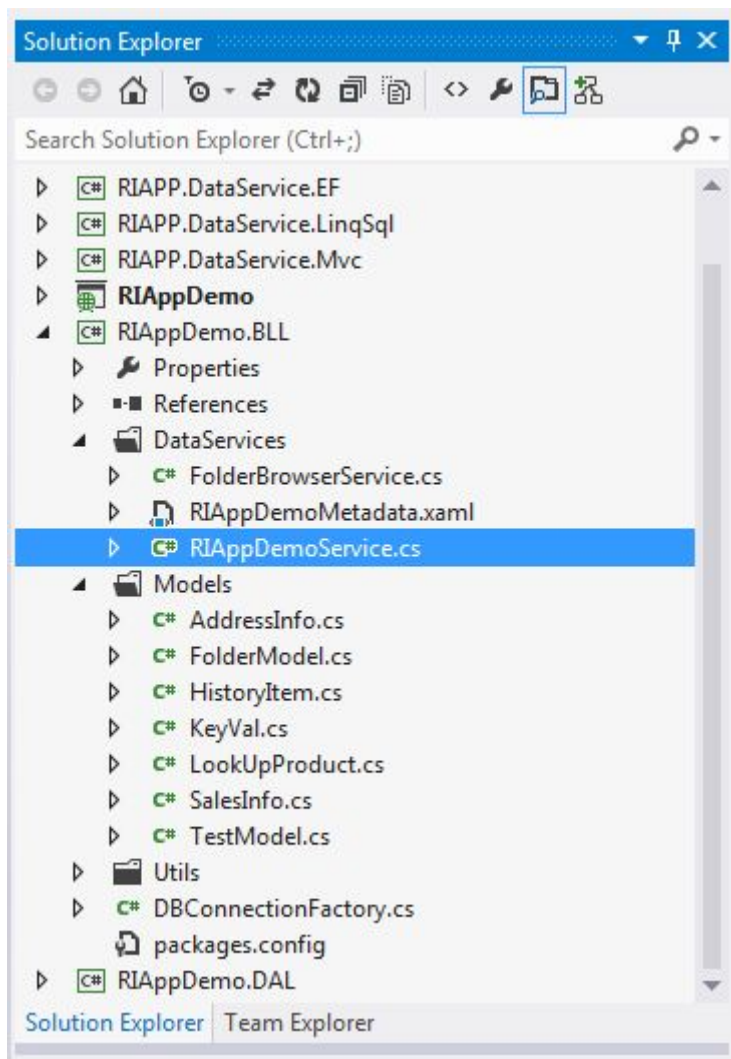 Solution Explorer
Search Solution Explorer (Ctrl+;)
C# RIAPP.DataService.EF
C# RIAPP.DataService.LinqSql
C# RIAPP.DataService.Mvc
RIAppDemo
C# RIAppDemo.BLL
Properties
References
DataServices
C# FolderBrowserService.cs
RIAppDemoMetadata.xaml
C# RIAppDemoService.cs
Models
C# AddressInfo.cs
C# FolderModel.cs
C# HistoryItem.cs
C# KeyVal.cs
C# LookUpProduct.cs
C# SalesInfo.cs
C# TestModel.cs
Utils
C# DBConnectionFactory.cs
packages.config
C# RIAppDemo.DAL
Solution Explorer Team Explorer